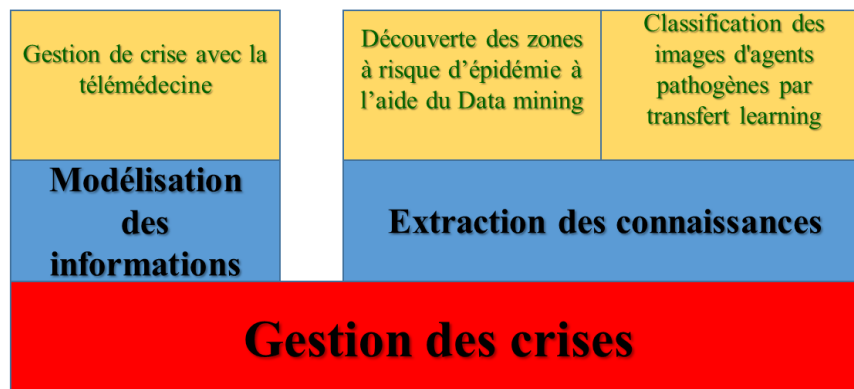 Gestion de crise avec la
télémédecine
Découverte des zones
à risque d’épidémie à
l’aide du Data mining
Classification des
images d'agents
pathogènes par
transfert learning
Modélisation
des
informations
Extraction des connaissances
Gestion des crises